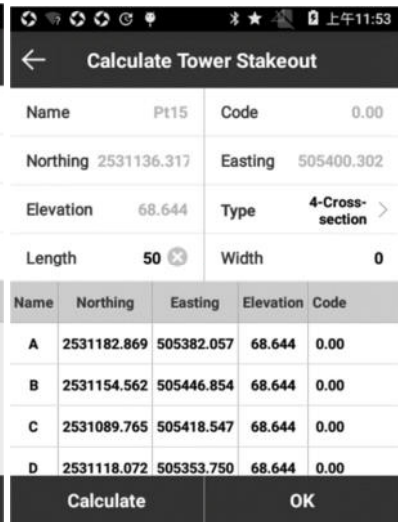 上午11:53
Calculate Tower Stakeout
Name Pt15 Code 0.00
Northing 2531136.317 Easting 505400.302
Elevation 68.644 Type 4-Cross-section
Length 50 Width 0
Name Northing Easting Elevation Code
A 2531182.869 505382.057 68.644 0.00
B 2531154.562 505446.854 68.644 0.00
C 2531089.765 505418.547 68.644 0.00
D 2531118.072 505353.750 68.644 0.00
Calculate OK